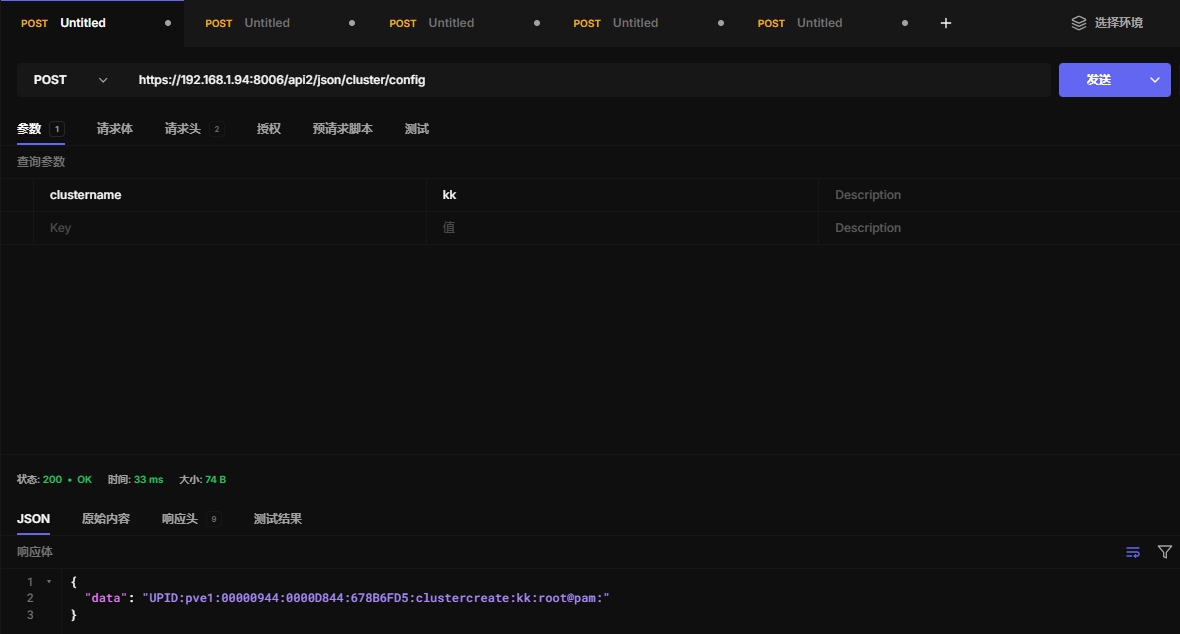 POST Untitled POST Untitled POST Untitled POST Untitled POST Untitled + 选择环境
POST https://192.168.1.94:8006/api2/json/cluster/config 发送
参数 1 请求体 请求头 2 授权 预请求脚本 测试
查询参数
clustername kk Description
Key 值 Description
状态: 200 • OK 时间: 33 ms 大小: 74 B
JSON 原始内容 响应头 9 测试结果
响应体
1 {
2 "data": "UPID:pve1:00000944:0000D844:678B6FD5:clustercreate:kk:root@pam:"
3 }